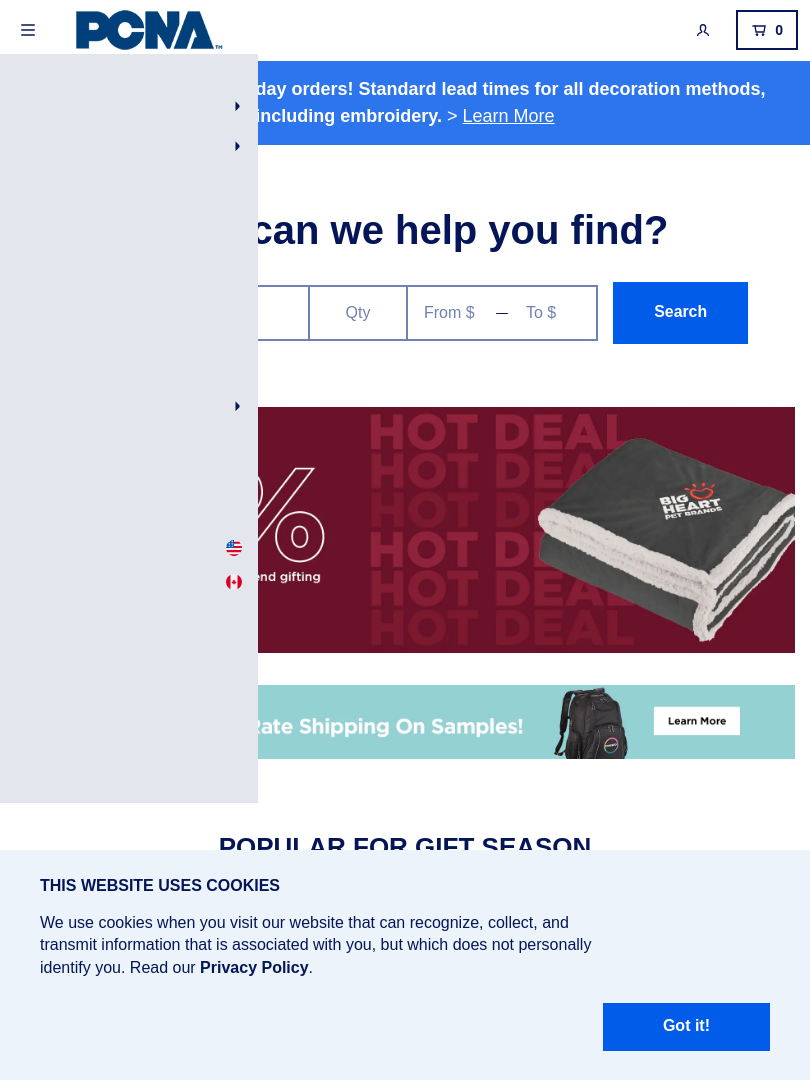 PCNA™
0
day orders! Standard lead times for all decoration methods,
including embroidery. > Learn More
can we help you find?
Qty
From $ — To $
Search
HOT DEAL
HOT DEA
HOT DEA
HOT DEA
HOT DEA
HOT DEAL
%
end gifting
BIG
HEART
PET BRANDS
Rate Shipping On Samples!
Learn More
POPULAR FOR GIFT SEASON
THIS WEBSITE USES COOKIES
We use cookies when you visit our website that can recognize, collect, and
transmit information that is associated with you, but which does not personally
identify you. Read our Privacy Policy.
Got it!